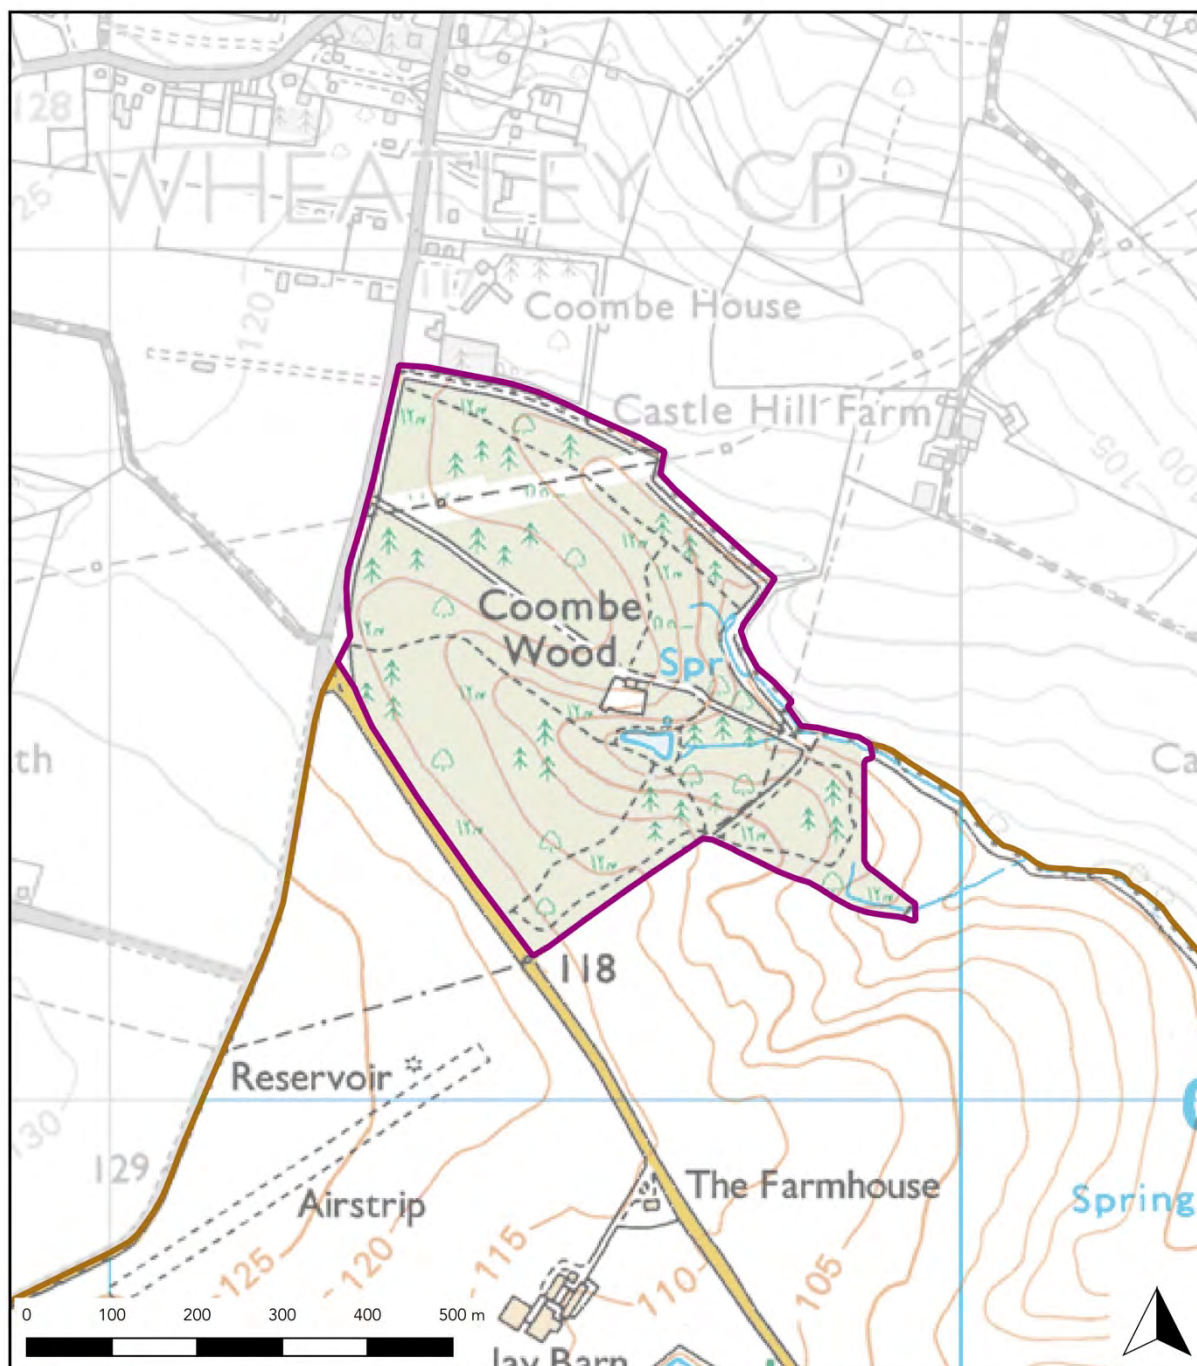 128
WHEATLEY CP
25
117
Coombe House
120
Castle Hill Farm
105
100
Coombe
Wood
Spr
th
Ca
118
Reservoir
130
129
The Farmhouse
Airstrip
Spring
125
120
115
110
105
0 100 200 300 400 500 m
Jay Barn